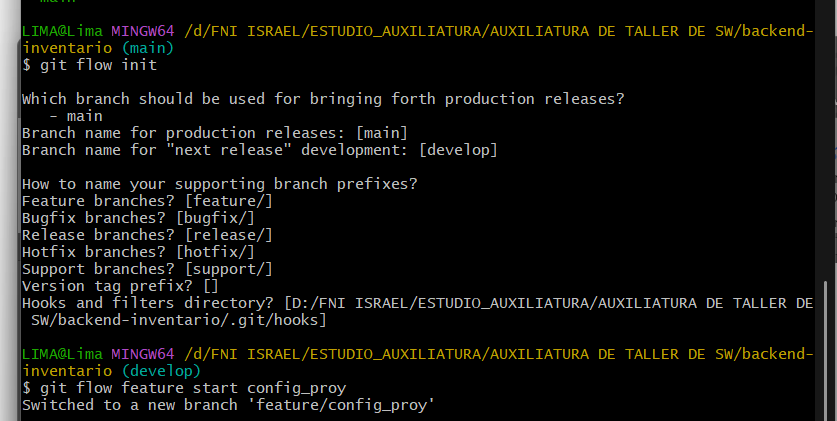 main
LIMA@Lima MINGW64 /d/FNI ISRAEL/ESTUDIO_AUXILIATURA/AUXILIATURA DE TALLER DE SW/backend-
inventario (main)
$ git flow init
Which branch should be used for bringing forth production releases?
   - main
Branch name for production releases: [main]
Branch name for "next release" development: [develop]
How to name your supporting branch prefixes?
Feature branches? [feature/]
Bugfix branches? [bugfix/]
Release branches? [release/]
Hotfix branches? [hotfix/]
Support branches? [support/]
Version tag prefix? []
Hooks and filters directory? [D:/FNI ISRAEL/ESTUDIO_AUXILIATURA/AUXILIATURA DE TALLER DE
 SW/backend-inventario/.git/hooks]
LIMA@Lima MINGW64 /d/FNI ISRAEL/ESTUDIO_AUXILIATURA/AUXILIATURA DE TALLER DE SW/backend-
inventario (develop)
$ git flow feature start config_proy
Switched to a new branch 'feature/config_proy'